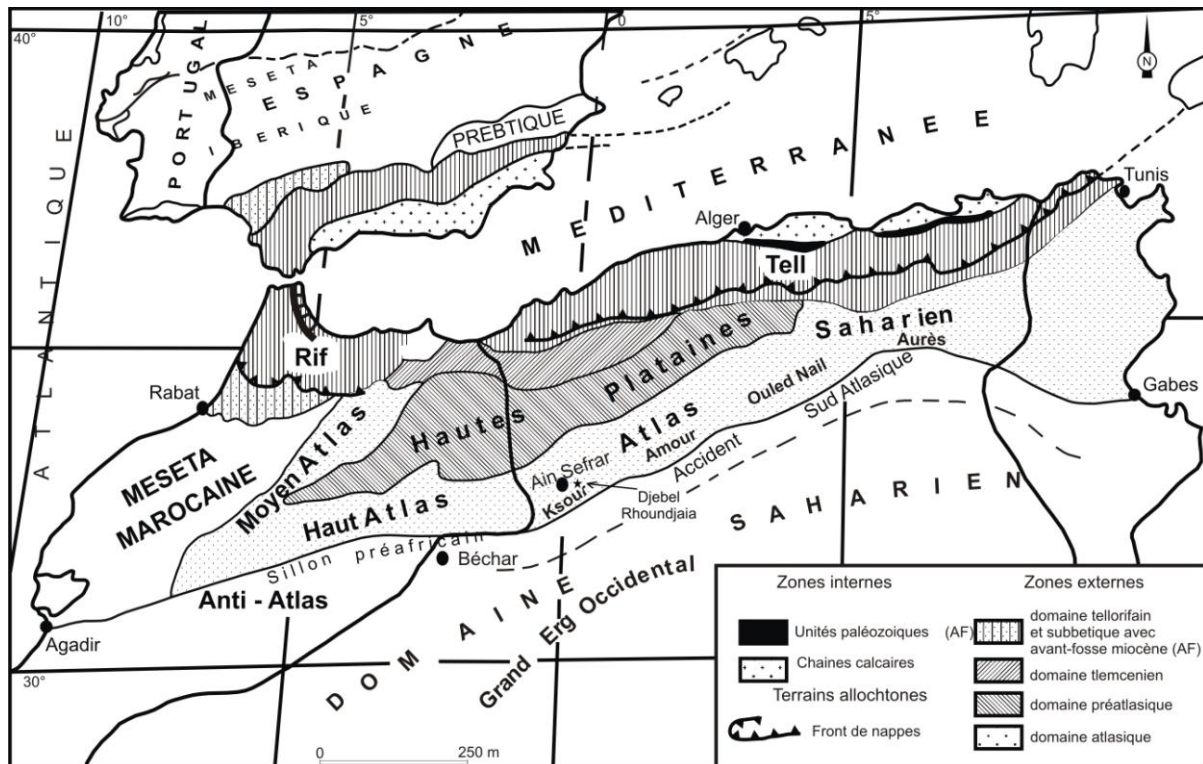 10°
5°
0
5°
40°
N
PORTUGAL
MESETA
IBERIQUE
ESPAGNE
PREBTIQUE
ATLANTIQUE
MEDITERRANEE
Alger
Tunis
Tell
Rif
Rabat
Saharien
Aurès
Plataines
Ouled Nail
Sud Atlasique
Gabes
Hautes
Atlas
Amour
Accident
MESETA
MAROCAINE
Moyen Atlas
Ain Sefrar
Ksour
Djebel
Rhoundjaia
Haut Atlas
Sillon préafricain
Béchar
Anti - Atlas
Agadir
DOMAINE SAHARIEN
Grand Erg Occidental
30°
0 250 m
Zones internes
Unités paléozoiques (AF)
Chaines calcaires
Terrains allochtones
Front de nappes
Zones externes
domaine tellorifain
et subbetique avec
avant-fosse miocène (AF)
domaine tlemcenien
domaine préatlasique
domaine atlasique